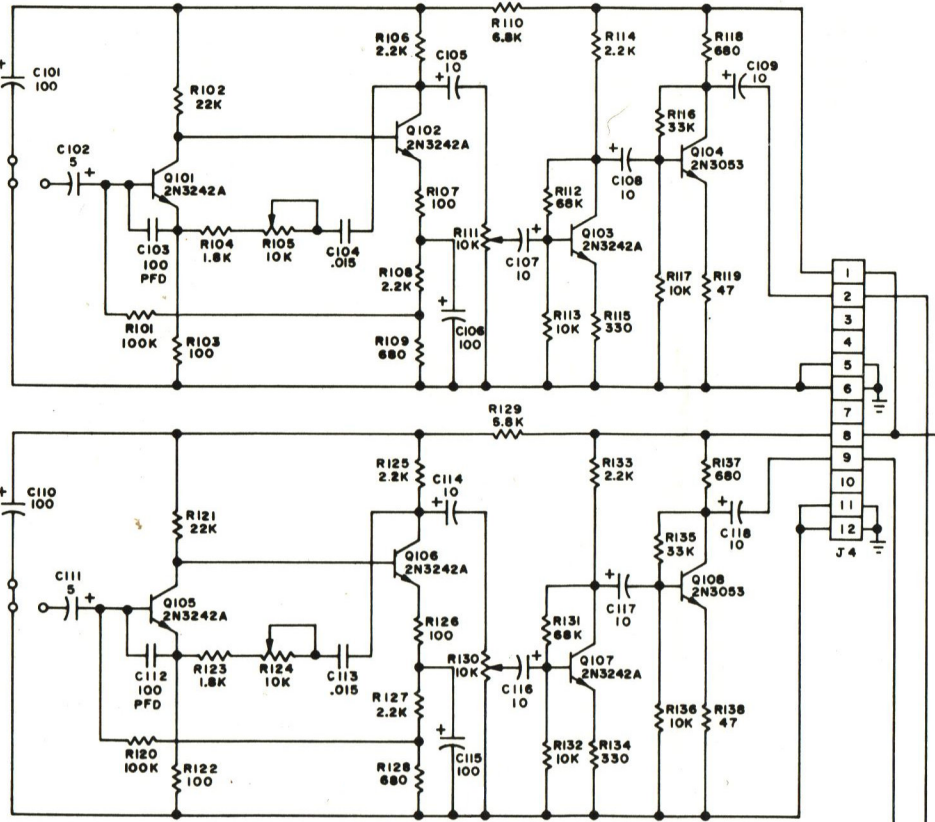 R110
6.8K
R106
2.2K
C105
10
R114
2.2K
R118
680
C109
10
+
C101
100
R102
22K
+
+
R116
33K
C102
5
+
Q101
2N3242A
Q102
2N3242A
+
C108
10
Q104
2N3053
R107
100
R112
68K
C103
100
PFD
R104
1.8K
R105
10K
C104
.015
R111
10K
+
C107
10
Q103
2N3242A
R108
2.2K
R117
10K
R119
47
+
C106
100
R101
100K
R103
100
R109
680
R113
10K
R115
330
1
2
3
4
5
6
7
8
9
10
11
12
J4
R129
5.8K
R125
2.2K
C114
10
R133
2.2K
R137
680
+
C110
100
R121
22K
+
+
C118
10
R135
33K
C111
5
+
Q105
2N3242A
Q106
2N3242A
+
C117
10
Q108
2N3053
R126
100
R131
68K
C112
100
PFD
R123
1.8K
R124
10K
C113
.015
R130
10K
+
C116
10
Q107
2N3242A
R127
2.2K
R136
10K
R138
47
+
C115
100
R120
100K
R122
100
R128
680
R132
10K
R134
330